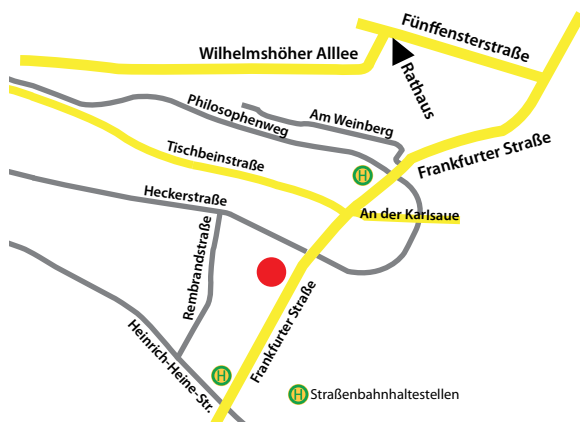 Fünffensterstraße
Wilhelmshöher Alllee
Rathaus
Philosophenweg
Am Weinberg
Frankfurter Straße
Tischbeinstraße
H
Heckerstraße
An der Karlsaue
Rembrandstraße
Frankfurter Straße
Heinrich-Heine-Str.
H
H Straßenbahnhaltestellen